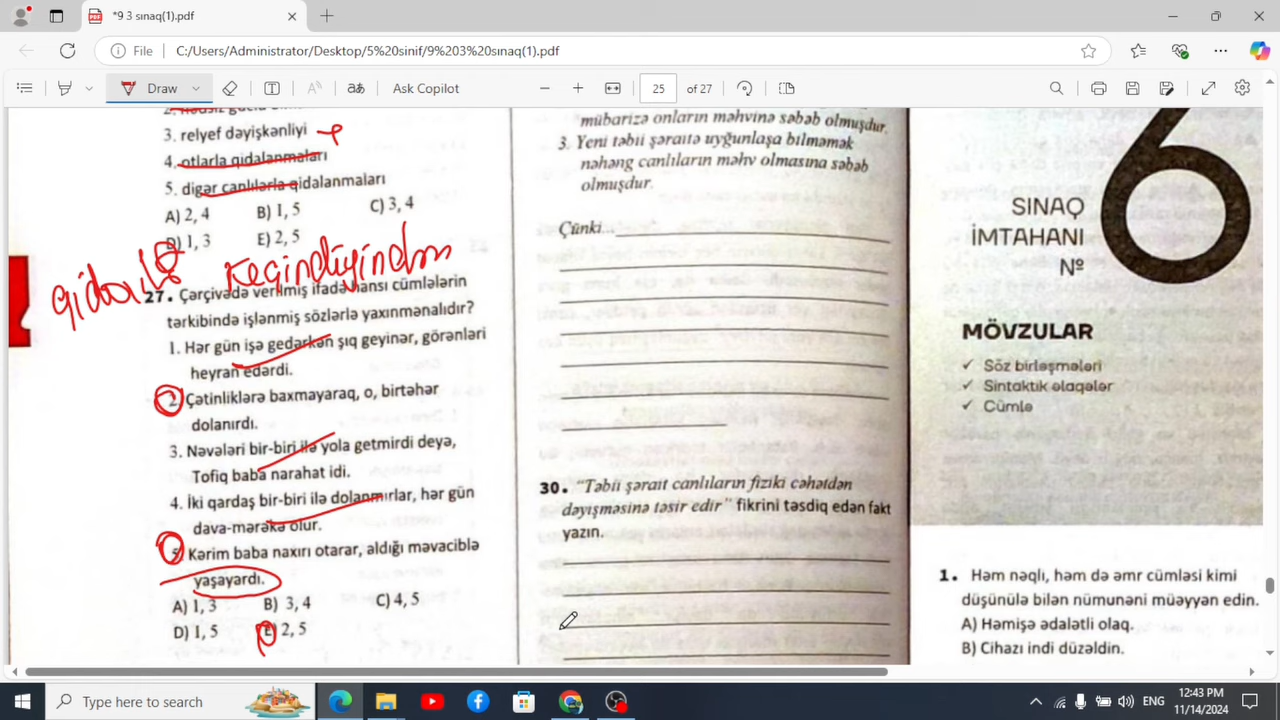 *9 3 sınaq(1).pdf
File
C:/Users/Administrator/Desktop/5%20sinif/9%203%20sınaq(1).pdf
Draw
Ask Copilot
25 of 27
3. relyef dəyişkənliyi
4. otlarla qidalanmaları
5. digər canlılarla qidalanmaları
A) 2, 4 B) 1, 5 C) 3, 4
D) 1, 3 E) 2, 5
keçindiyindən
27. Çərçivədə verilmiş ifadə hansı cümlələrin
tərkibində işlənmiş sözlərlə yaxınmənalıdır?
1. Hər gün işə gedərkən şıq geyinər, görənləri
heyran edərdi.
2. Çətinliklərə baxmayaraq, o, birtəhər
dolanırdı.
3. Nəvələri bir-biri ilə yola getmirdi deyə,
Tofiq baba narahat idi.
4. İki qardaş bir-biri ilə dolanmırlar, hər gün
dava-mərəkə olur.
5. Kərim baba naxırı otarar, aldığı məvaciblə
yaşayardı.
A) 1, 3 B) 3, 4 C) 4, 5
D) 1, 5 E) 2, 5
mübarizə onların məhvinə səbəb olmuşdur.
3. Yeni təbii şəraitə uyğunlaşa bilməmək
nəhəng canlıların məhv olmasına səbəb
olmuşdur.
Çünki...
30. "Təbii şərait canlıların fiziki cəhətdən
dəyişməsinə təsir edir" fikrini təsdiq edən fakt
yazın.
6
SINAQ
İMTAHANI
№
MÖVZULAR
✓ Söz birləşmələri
✓ Sintaktik əlaqələr
✓ Cümlə
1. Həm nəqli, həm də əmr cümləsi kimi
düşünülə bilən nümunəni müəyyən edin.
A) Həmişə ədalətli olaq.
B) Cihazı indi düzəldin.
Type here to search
ENG
12:43 PM
11/14/2024